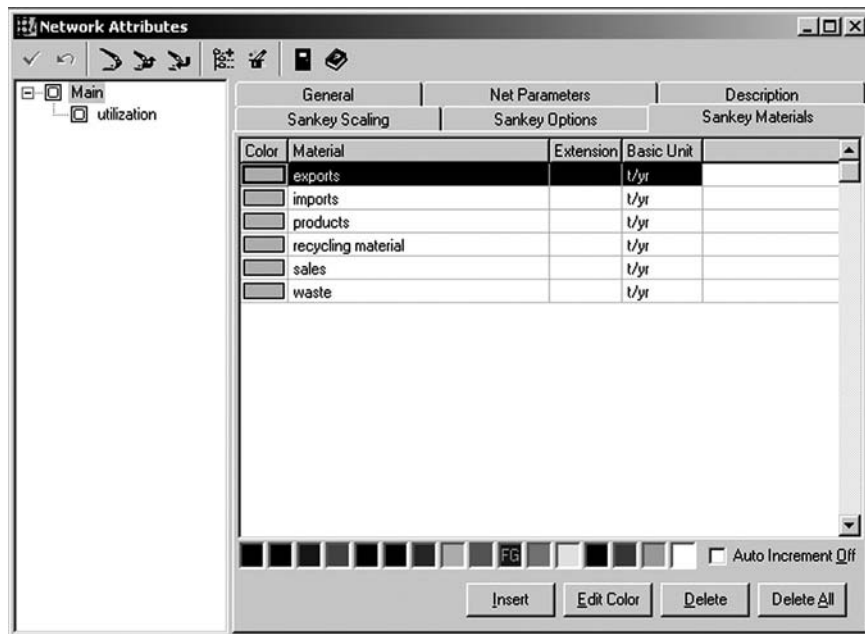 Network Attributes
Main
utilization
General Net Parameters Description
Sankey Scaling Sankey Options Sankey Materials
Color Material Extension Basic Unit
exports t/yr
imports t/yr
products t/yr
recycling material t/yr
sales t/yr
waste t/yr
FG Auto Increment Off
Insert Edit Color Delete Delete All